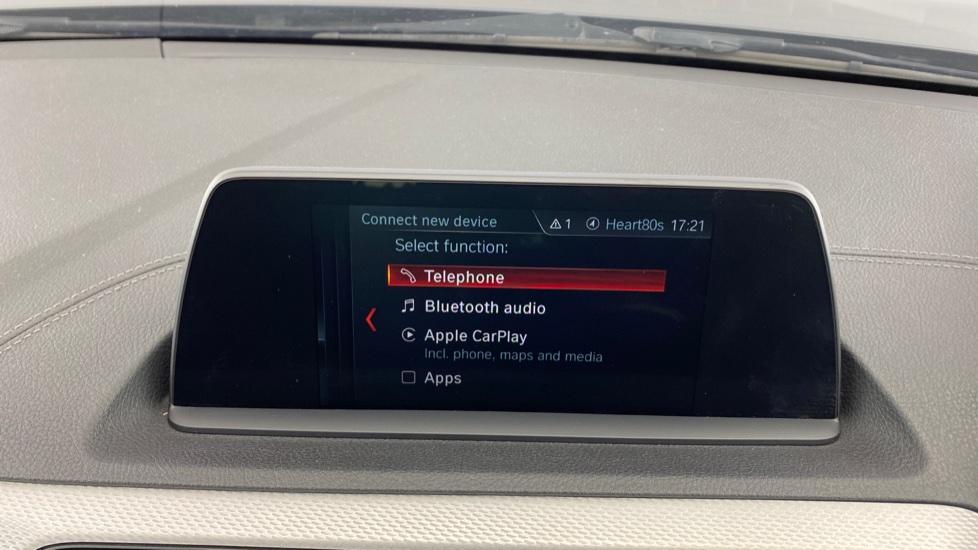 Connect new device
1 Heart80s 17:21
Select function:
Telephone
Bluetooth audio
Apple CarPlay
Incl. phone, maps and media
Apps